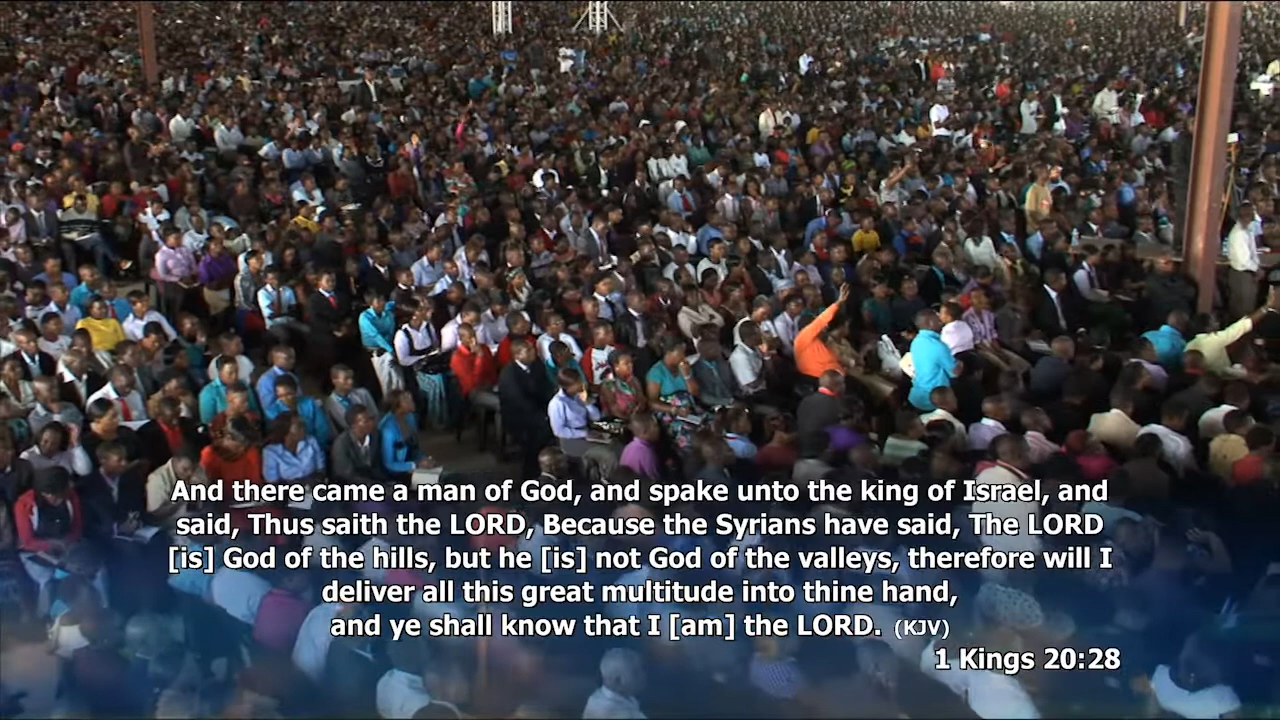 And there came a man of God, and spake unto the king of Israel, and
said, Thus saith the LORD, Because the Syrians have said, The LORD
[is] God of the hills, but he [is] not God of the valleys, therefore will I
deliver all this great multitude into thine hand,
and ye shall know that I [am] the LORD. (KJV)
1 Kings 20:28